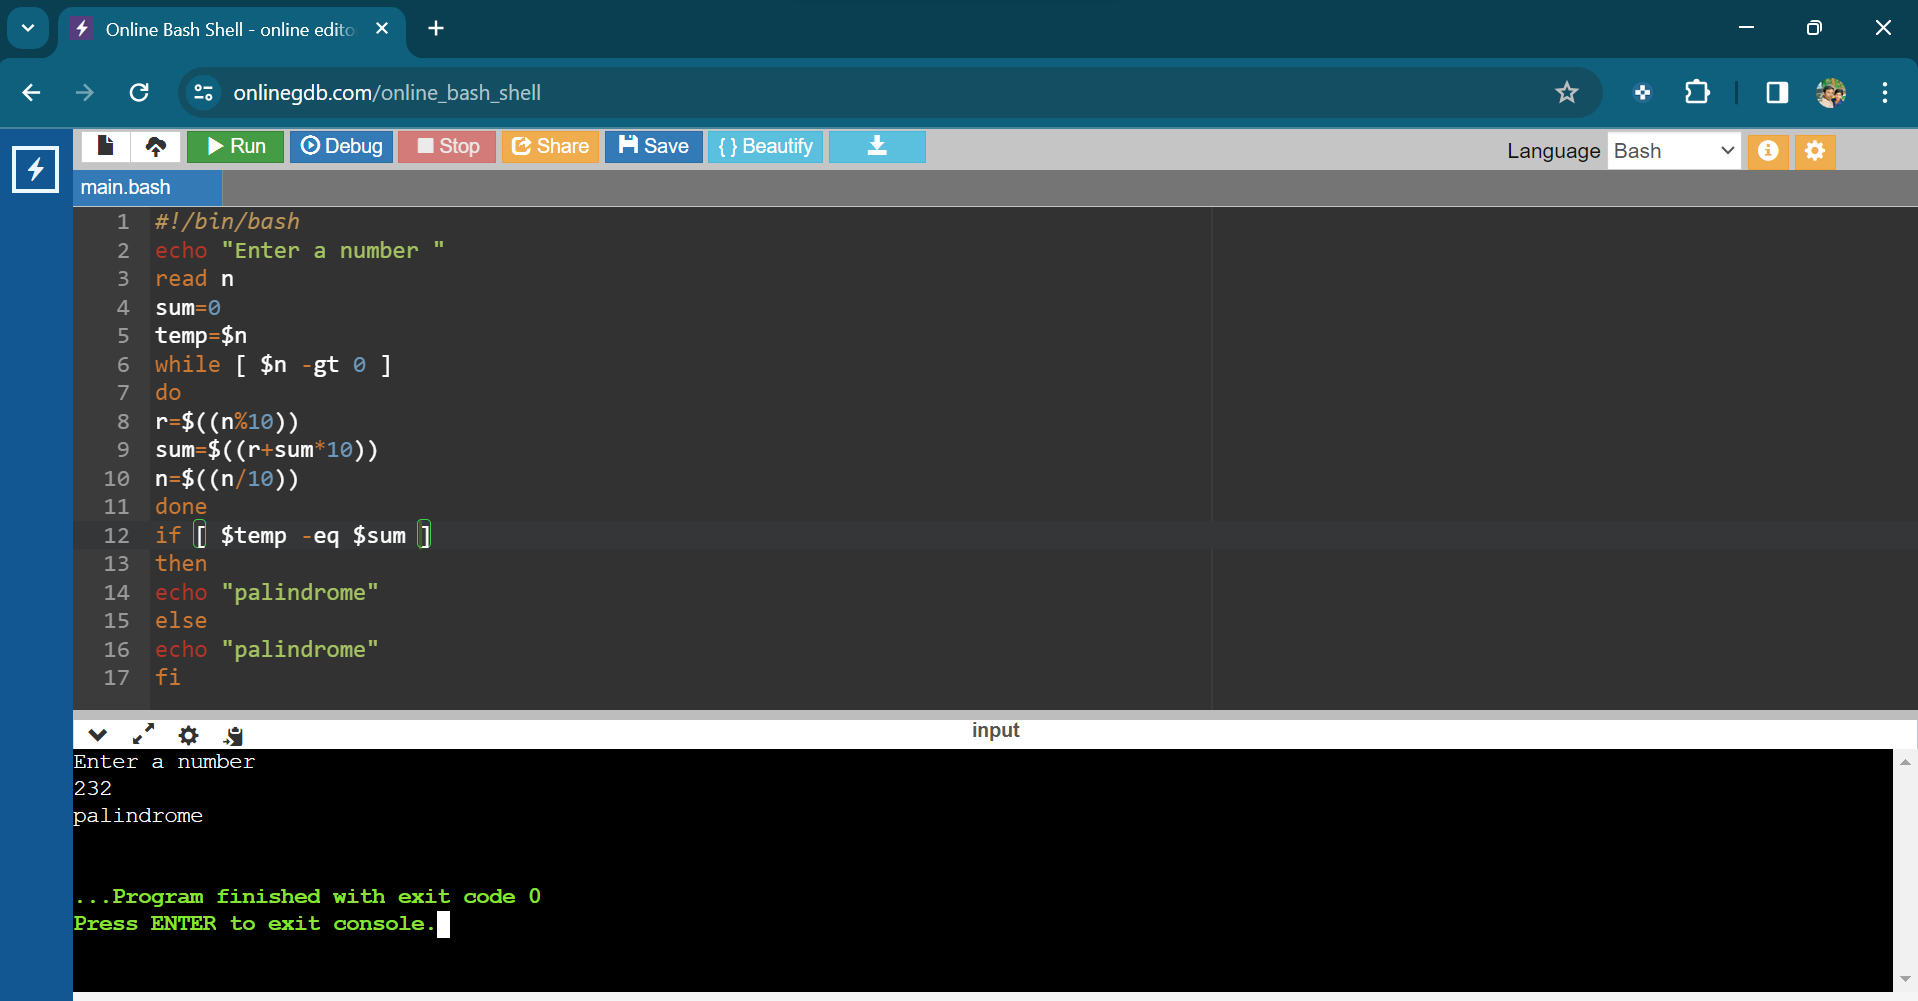 Online Bash Shell - online edito
onlinegdb.com/online_bash_shell
Run Debug Stop Share Save { } Beautify Language Bash
main.bash
1 #!/bin/bash
2 echo "Enter a number "
3 read n
4 sum=0
5 temp=$n
6 while [ $n -gt 0 ]
7 do
8 r=$((n%10))
9 sum=$((r+sum*10))
10 n=$((n/10))
11 done
12 if [ $temp -eq $sum ]
13 then
14 echo "palindrome"
15 else
16 echo "palindrome"
17 fi
input
Enter a number
232
palindrome
...Program finished with exit code 0
Press ENTER to exit console.